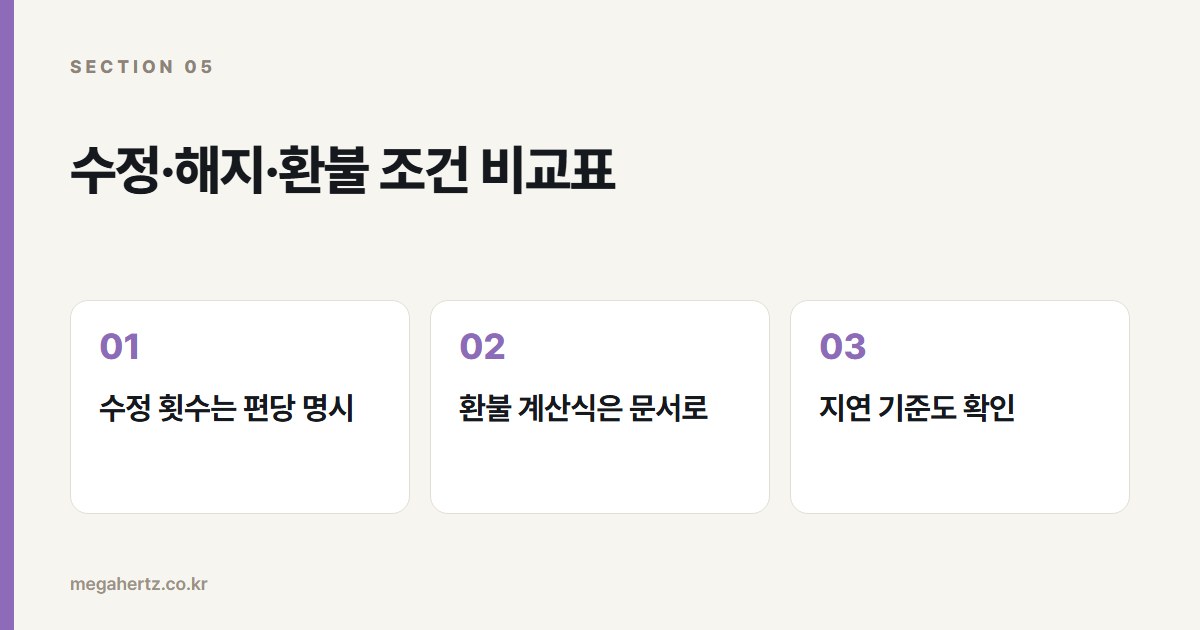 SECTION 05
수정·해지·환불 조건 비교표
01
수정 횟수는 편당 명시
02
환불 계산식은 문서로
03
지연 기준도 확인
megahertz.co.kr